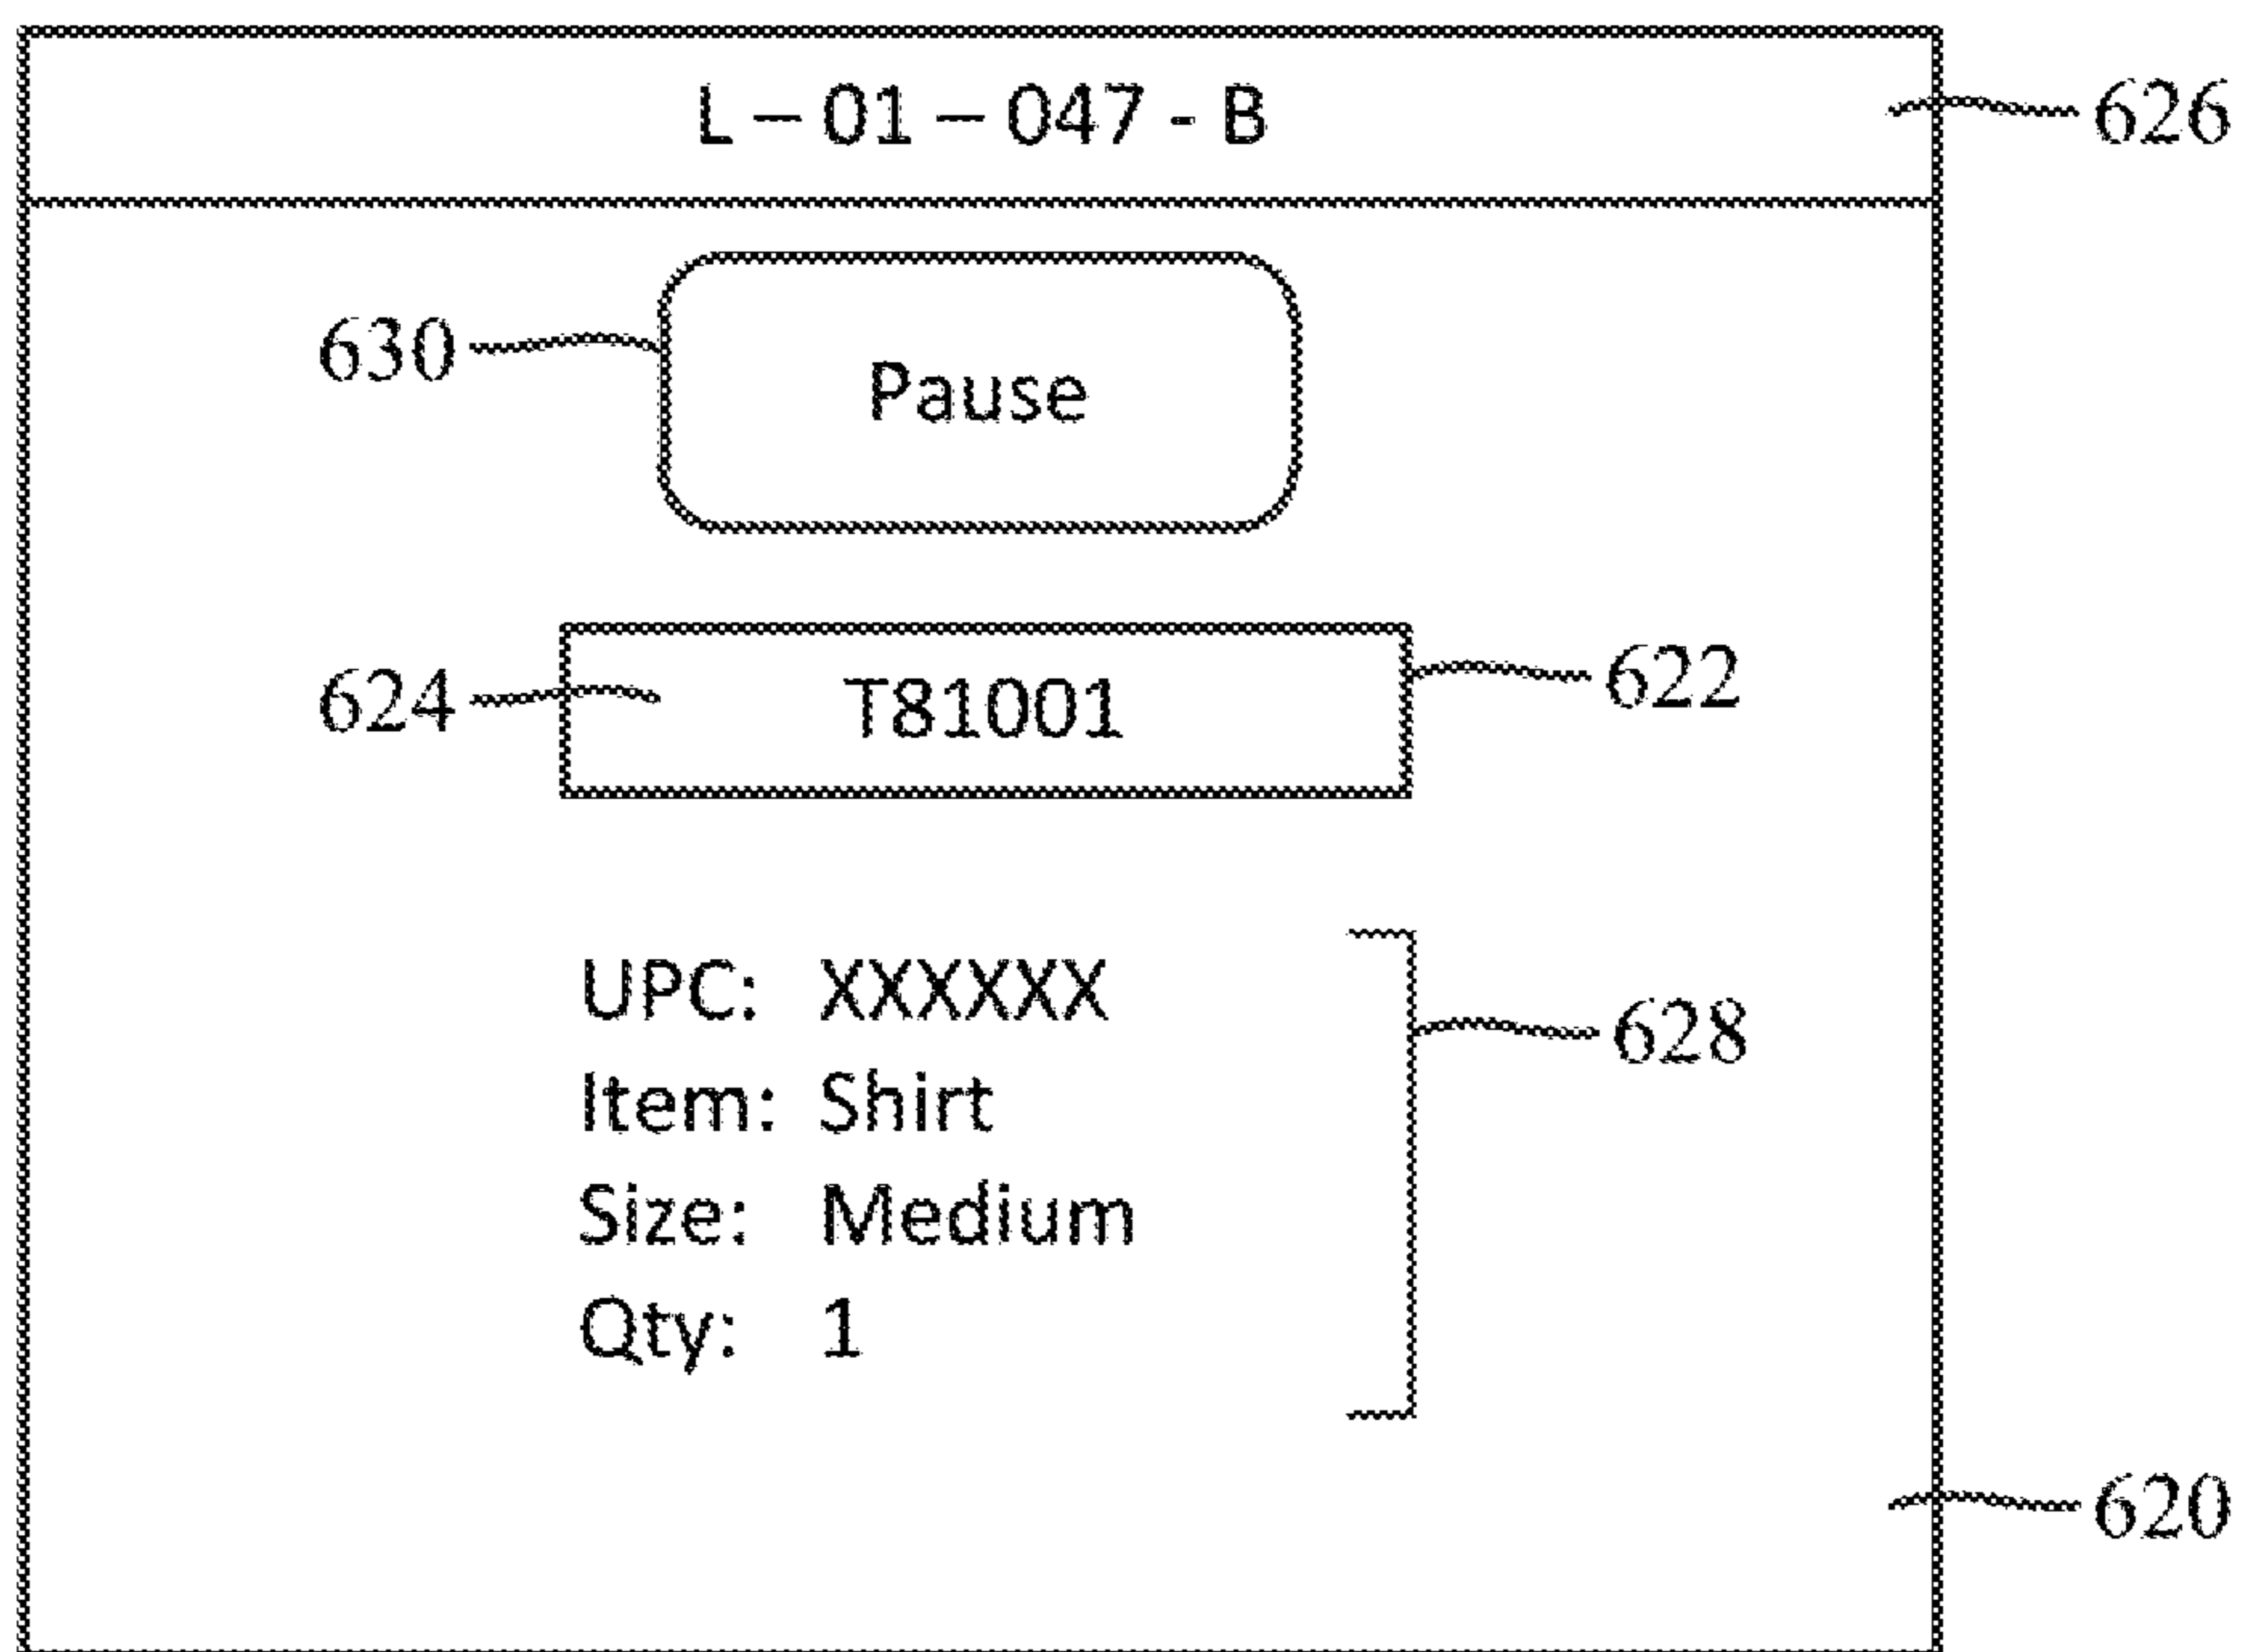 L – 01 – 047 - B 626
630 Pause
624 T81001 622
UPC: XXXXXX
Item: Shirt
Size: Medium
Qty: 1
628
620